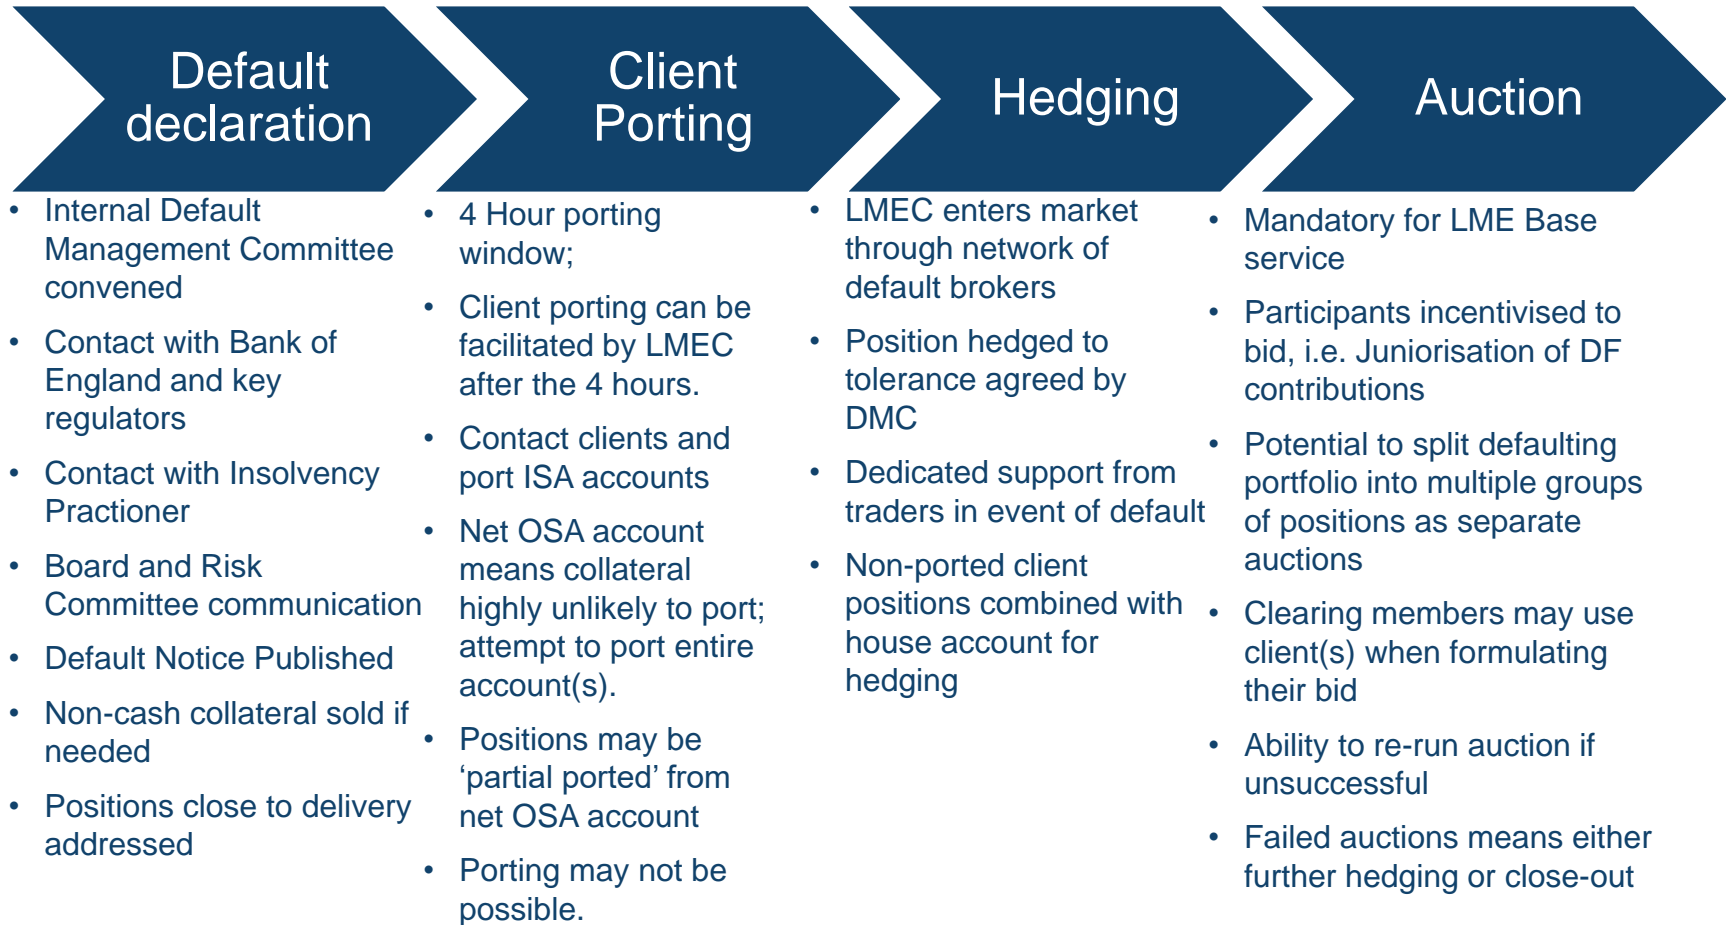 Default
declaration
• Internal Default
Management Committee
convened
• Contact with Bank of
England and key
regulators
• Contact with Insolvency
Practioner
• Board and Risk
Committee communication
• Default Notice Published
• Non-cash collateral sold if
needed
• Positions close to delivery
addressed
Client
Porting
• 4 Hour porting
window;
• Client porting can be
facilitated by LMEC
after the 4 hours.
• Contact clients and
port ISA accounts
• Net OSA account
means collateral
highly unlikely to port;
attempt to port entire
account(s).
• Positions may be
‘partial ported’ from
net OSA account
• Porting may not be
possible.
Hedging
• LMEC enters market
through network of
default brokers
• Position hedged to
tolerance agreed by
DMC
• Dedicated support from
traders in event of default
• Non-ported client
positions combined with
house account for
hedging
Auction
• Mandatory for LME Base
service
• Participants incentivised to
bid, i.e. Juniorisation of DF
contributions
• Potential to split defaulting
portfolio into multiple groups
of positions as separate
auctions
• Clearing members may use
client(s) when formulating
their bid
• Ability to re-run auction if
unsuccessful
• Failed auctions means either
further hedging or close-out